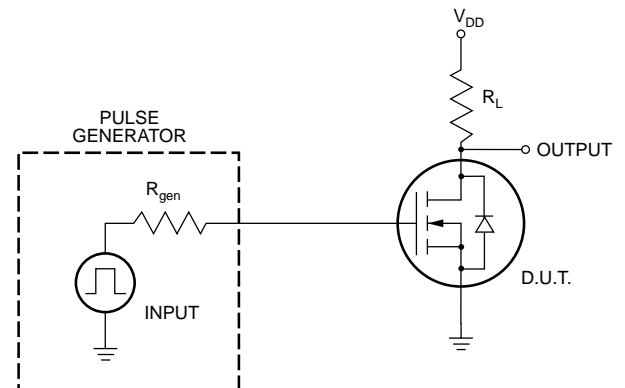 V_DD
R_L
PULSE
GENERATOR
OUTPUT
R_gen
D.U.T.
INPUT